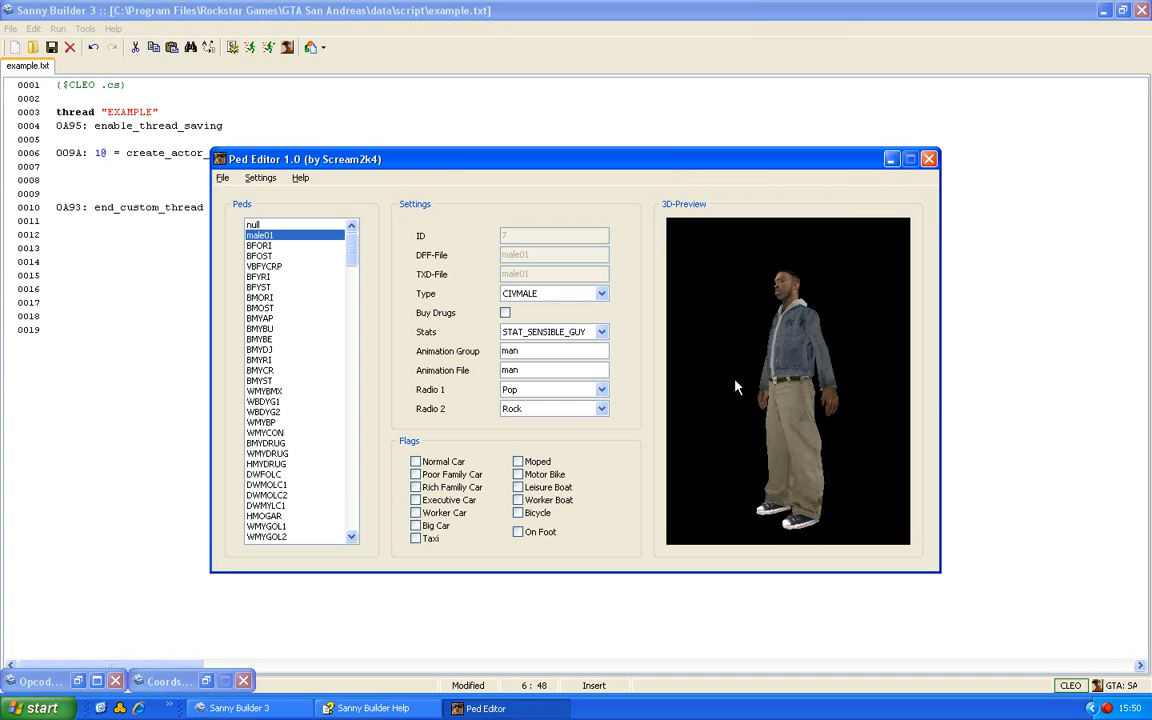 Sanny Builder 3 :: [C:\Program Files\Rockstar Games\GTA San Andreas\data\script\example.txt]
File Edit Run Tools Help
example.txt
0001 {$CLEO .cs}
0002
0003 thread "EXAMPLE"
0004 0A95: enable_thread_saving
0005
0006 009A: 1@ = create_actor_
0007
0008
0009
0010 0A93: end_custom_thread
0011
0012
0013
0014
0015
0016
0017
0018
0019
Ped Editor 1.0 (by Scream2k4)
File Settings Help
Peds
null
male01
BFORI
BFOST
VBFYCRP
BFYRI
BFYST
BMORI
BMOST
BMYAP
BMYBU
BMYBE
BMYDJ
BMYRI
BMYCR
BMYST
WMYBMX
WBDYG1
WBDYG2
WMYBP
WMYCON
BMYDRUG
WMYDRUG
HMYDRUG
DWFOLC
DWMOLC1
DWMOLC2
DWMYLC1
HMOGAR
WMYGOL1
WMYGOL2
Settings
ID 7
DFF-File male01
TXD-File male01
Type CIVMALE
Buy Drugs
Stats STAT_SENSIBLE_GUY
Animation Group man
Animation File man
Radio 1 Pop
Radio 2 Rock
Flags
Normal Car Moped
Poor Family Car Motor Bike
Rich Familiy Car Leisure Boat
Executive Car Worker Boat
Worker Car Bicycle
Big Car
On Foot
Taxi
3D-Preview
Opcod... Coords...
Modified 6 : 48 Insert CLEO GTA: SA
start Sanny Builder 3 Sanny Builder Help Ped Editor 15:50